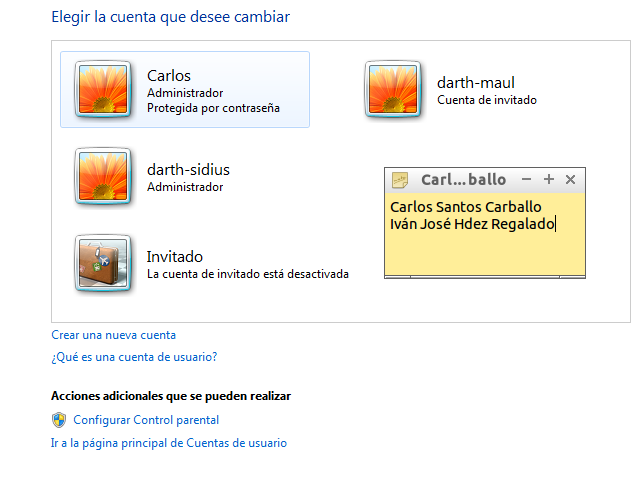 Elegir la cuenta que desee cambiar
Carlos
Administrador
Protegida por contraseña
darth-maul
Cuenta de invitado
darth-sidius
Administrador
Carl...ballo
Carlos Santos Carballo
Iván José Hdez Regalado
Invitado
La cuenta de invitado está desactivada
Crear una nueva cuenta
¿Qué es una cuenta de usuario?
Acciones adicionales que se pueden realizar
Configurar Control parental
Ir a la página principal de Cuentas de usuario